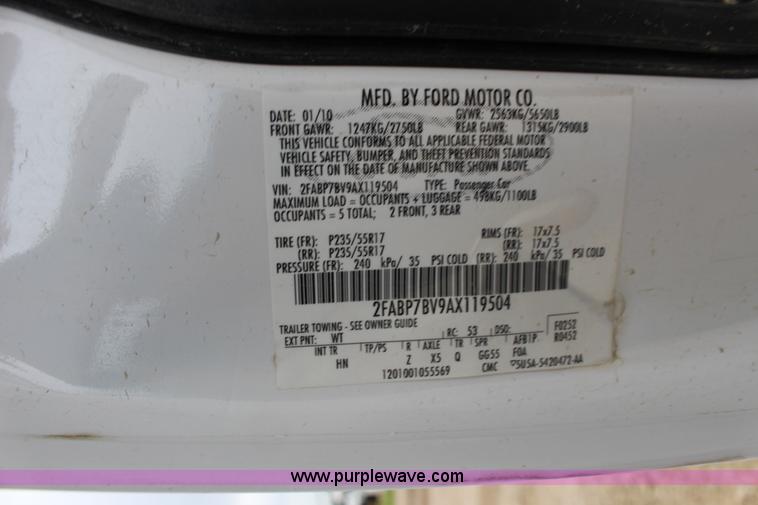 MFD. BY FORD MOTOR CO.
DATE: 01/10 GVWR: 2563KG/5650LB
FRONT GAWR: 1247KG/2750LB REAR GAWR: 1315KG/2900LB
THIS VEHICLE CONFORMS TO ALL APPLICABLE FEDERAL MOTOR
VEHICLE SAFETY, BUMPER, AND THEFT PREVENTION STANDARDS
IN EFFECT ON THE DATE OF MANUFACTURE SHOWN ABOVE.
VIN: 2FABP7BV9AX119504 TYPE: Passenger Car
MAXIMUM LOAD = OCCUPANTS + LUGGAGE = 498KG/1100LB
OCCUPANTS = 5 TOTAL; 2 FRONT, 3 REAR
TIRE (FR): P235/55R17 RIMS (FR): 17x7.5
(RR): P235/55R17 (RR): 17x7.5
PRESSURE (FR): 240 kPa/ 35 PSI COLD (RR): 240 kPa/ 35 PSI COLD
2FABP7BV9AX119504
TRAILER TOWING - SEE OWNER GUIDE
EXT PNT: WT RC: 53 DSO: F0252
INT TR TP/PS R AXLE TR SPR AFB1P R0452
HN Z X5 Q GG55 FOA
1201001055569 CMC 5U5A-5420472-AA
www.purplewave.com